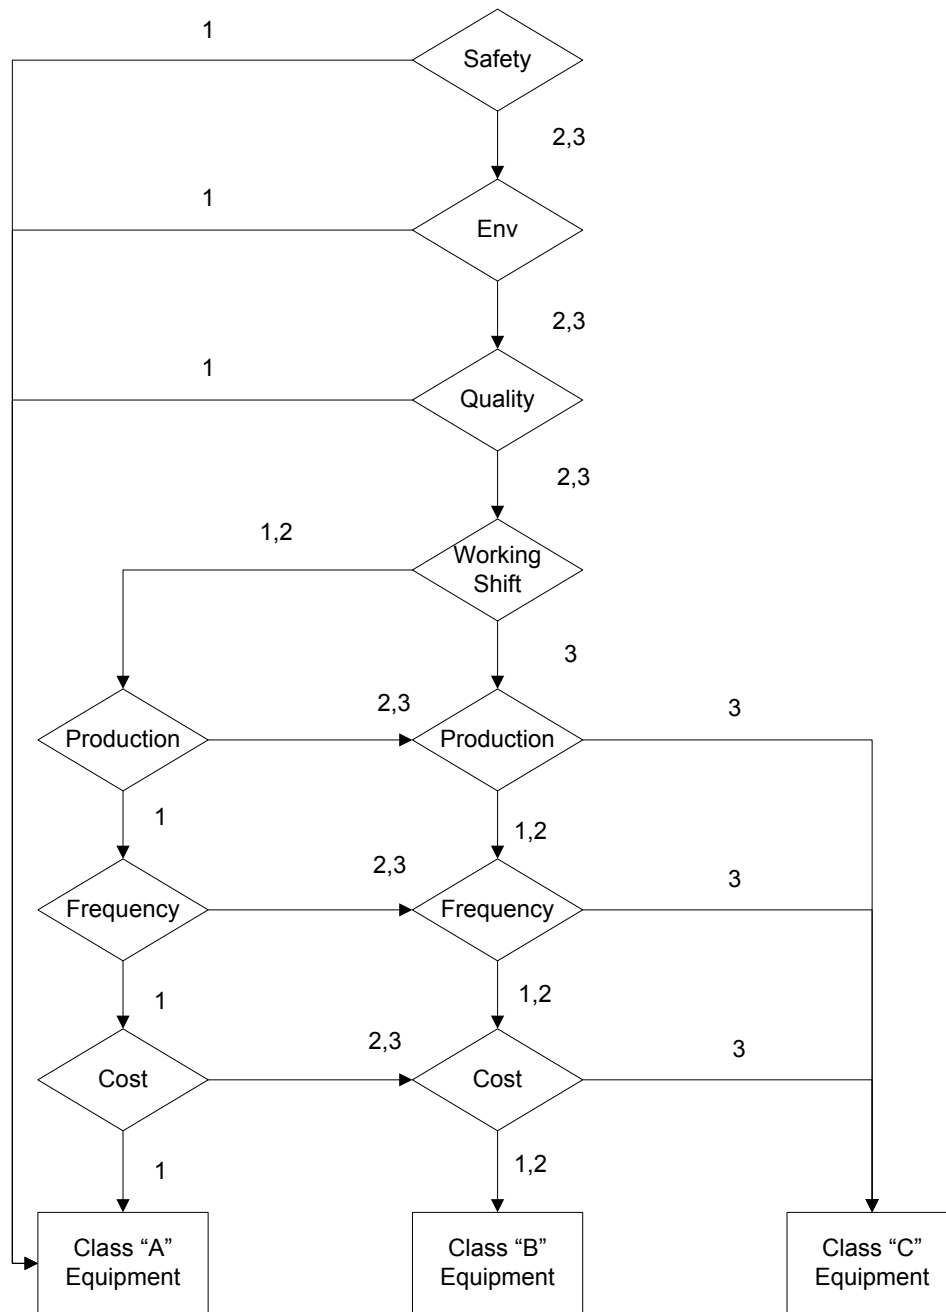 1
Safety
2,3
1
Env
2,3
1
Quality
2,3
1,2
Working
Shift
3
Production
2,3
Production
3
1
1,2
Frequency
2,3
Frequency
3
1
1,2
Cost
2,3
Cost
3
1
1,2
Class “A”
Equipment
Class “B”
Equipment
Class “C”
Equipment